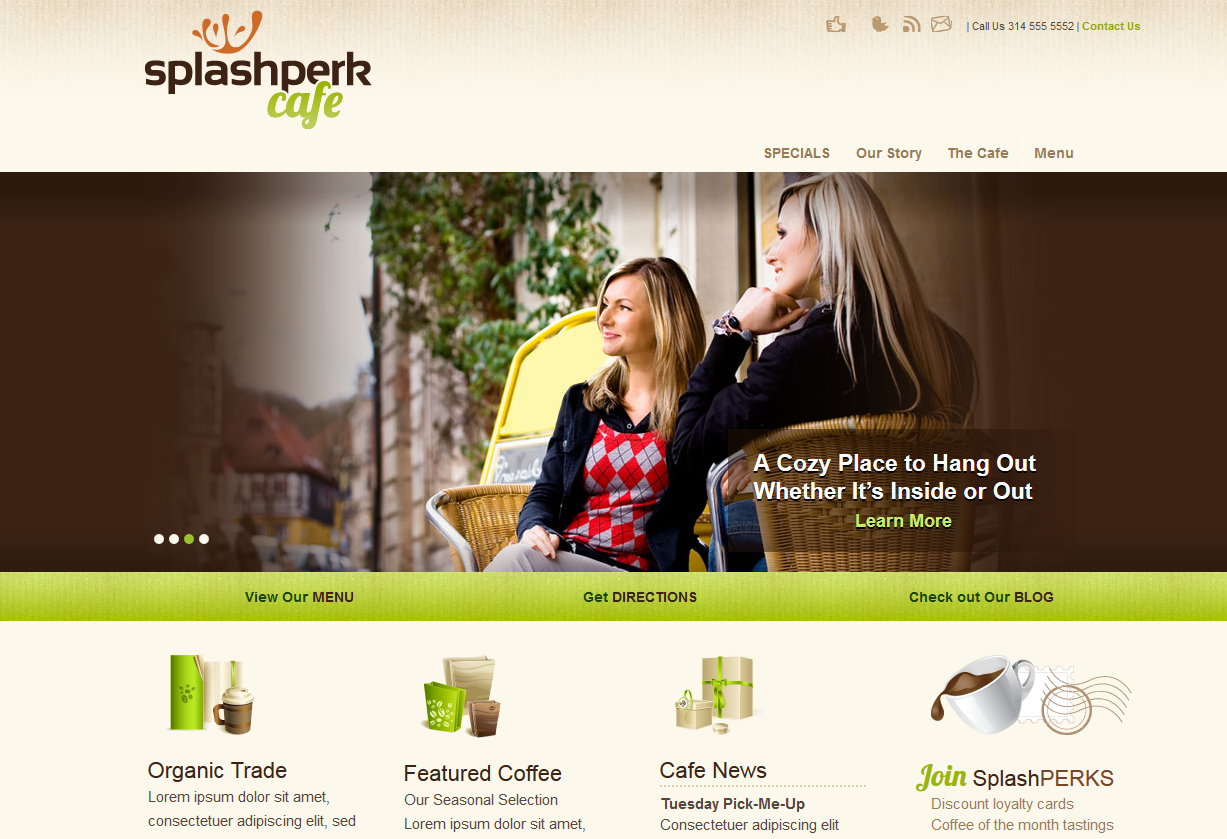 | Call Us 314 555 5552 | Contact Us
splashperk
cafe
SPECIALS Our Story The Cafe Menu
A Cozy Place to Hang Out
Whether It’s Inside or Out
Learn More
View Our MENU Get DIRECTIONS Check out Our BLOG
Organic Trade
Lorem ipsum dolor sit amet,
consectetuer adipiscing elit, sed
Featured Coffee
Our Seasonal Selection
Lorem ipsum dolor sit amet,
Cafe News
Tuesday Pick-Me-Up
Consectetuer adipiscing elit
Join SplashPERKS
Discount loyalty cards
Coffee of the month tastings